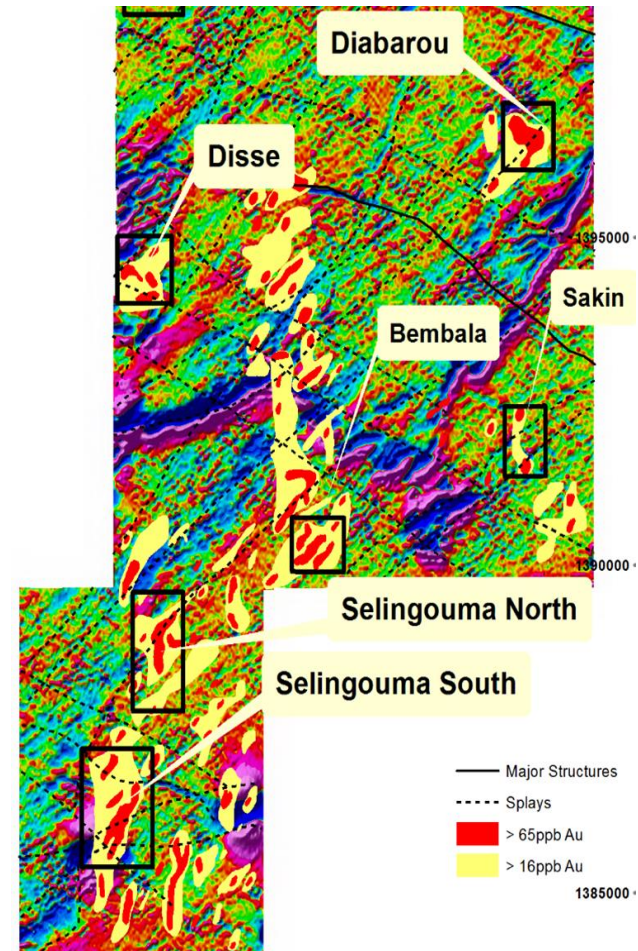 Diabarou
Disse
1395000
Sakin
Bembala
1390000
Selingouma North
Selingouma South
Major Structures
Splays
> 65ppb Au
> 16ppb Au
1385000